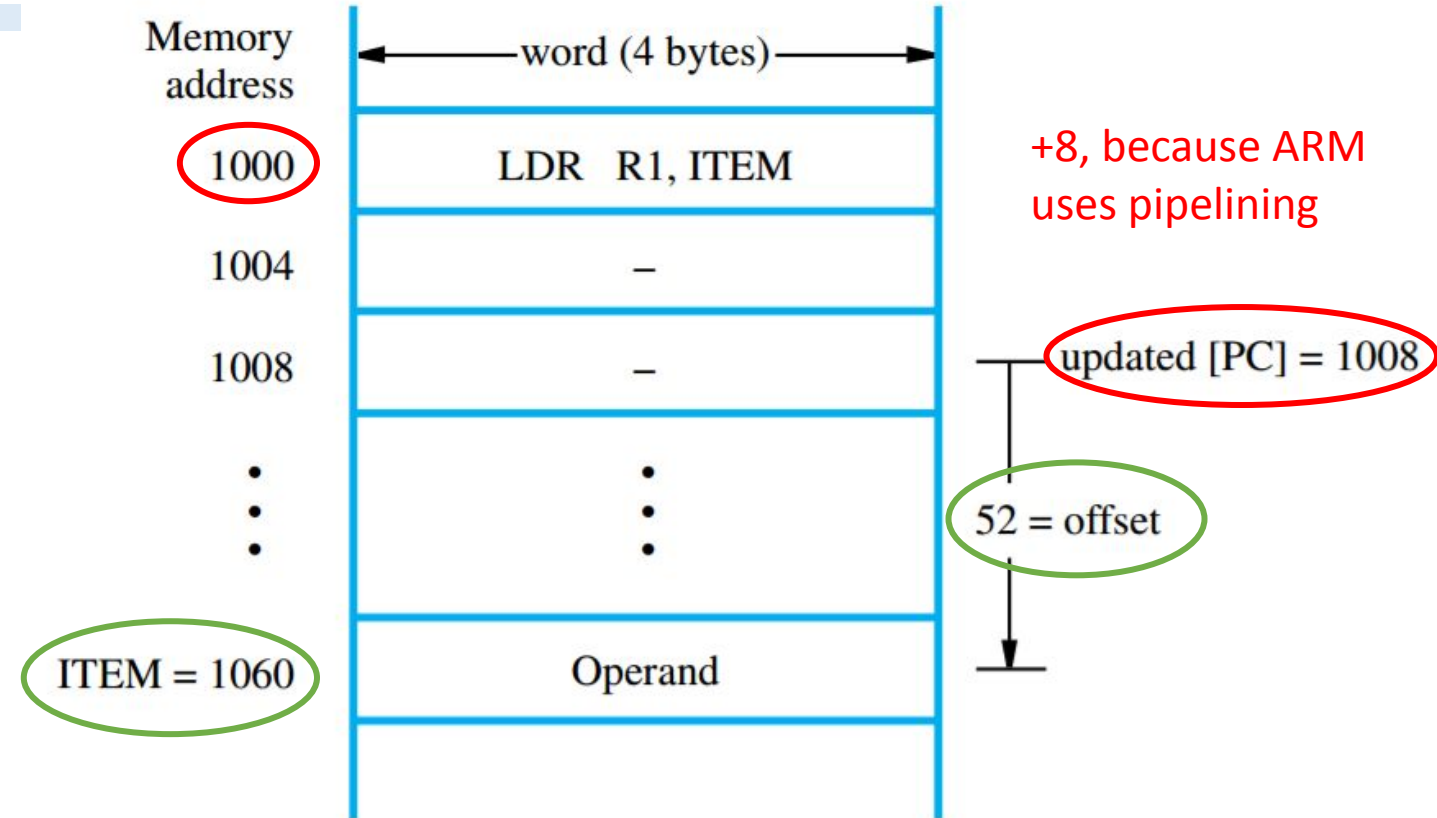 Memory
address
word (4 bytes)
1000
LDR R1, ITEM
+8, because ARM
uses pipelining
1004
–
1008
–
updated [PC] = 1008
52 = offset
ITEM = 1060
Operand